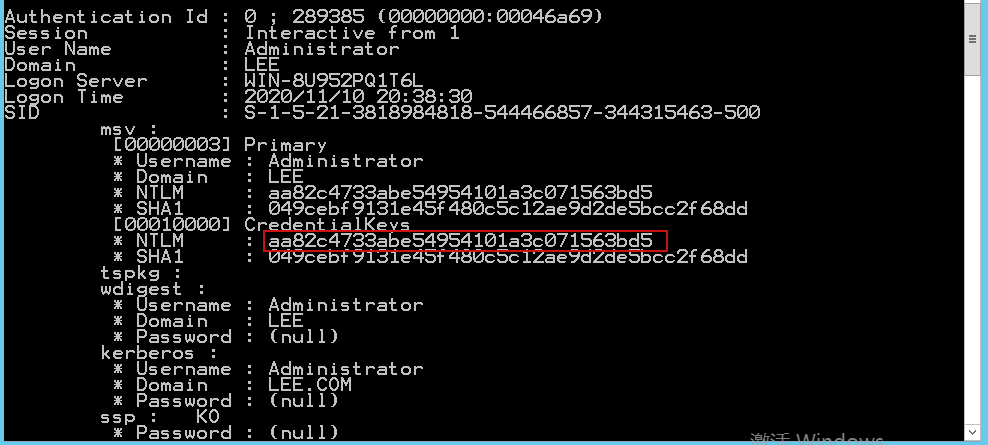 Authentication Id : 0 ; 289385 (00000000:00046a69)
Session           : Interactive from 1
User Name         : Administrator
Domain            : LEE
Logon Server      : WIN-8U952PQ1T6L
Logon Time        : 2020/11/10 20:38:30
SID               : S-1-5-21-3818984818-544466857-344315463-500
        msv :
         [00000003] Primary
         * Username : Administrator
         * Domain   : LEE
         * NTLM     : aa82c4733abe54954101a3c071563bd5
         * SHA1     : 049cebf9131e45f480c5c12ae9d2de5bcc2f68dd
         [00010000] CredentialKeys
         * NTLM     : aa82c4733abe54954101a3c071563bd5
         * SHA1     : 049cebf9131e45f480c5c12ae9d2de5bcc2f68dd
        tspkg :
        wdigest :
         * Username : Administrator
         * Domain   : LEE
         * Password : (null)
        kerberos :
         * Username : Administrator
         * Domain   : LEE.COM
         * Password : (null)
        ssp :   KO
         * Password : (null)
激活 Windows